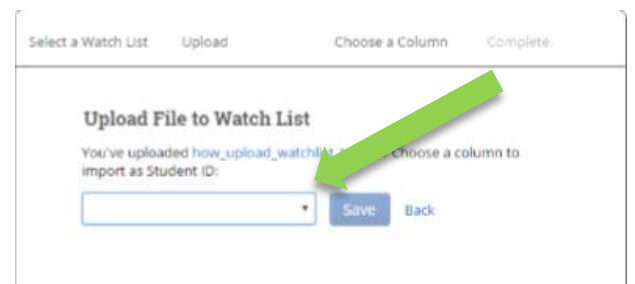 Select a Watch List Upload Choose a Column Complete
Upload File to Watch List
You've uploaded how_upload_watchlist Choose a column to
import as Student ID:
Save Back